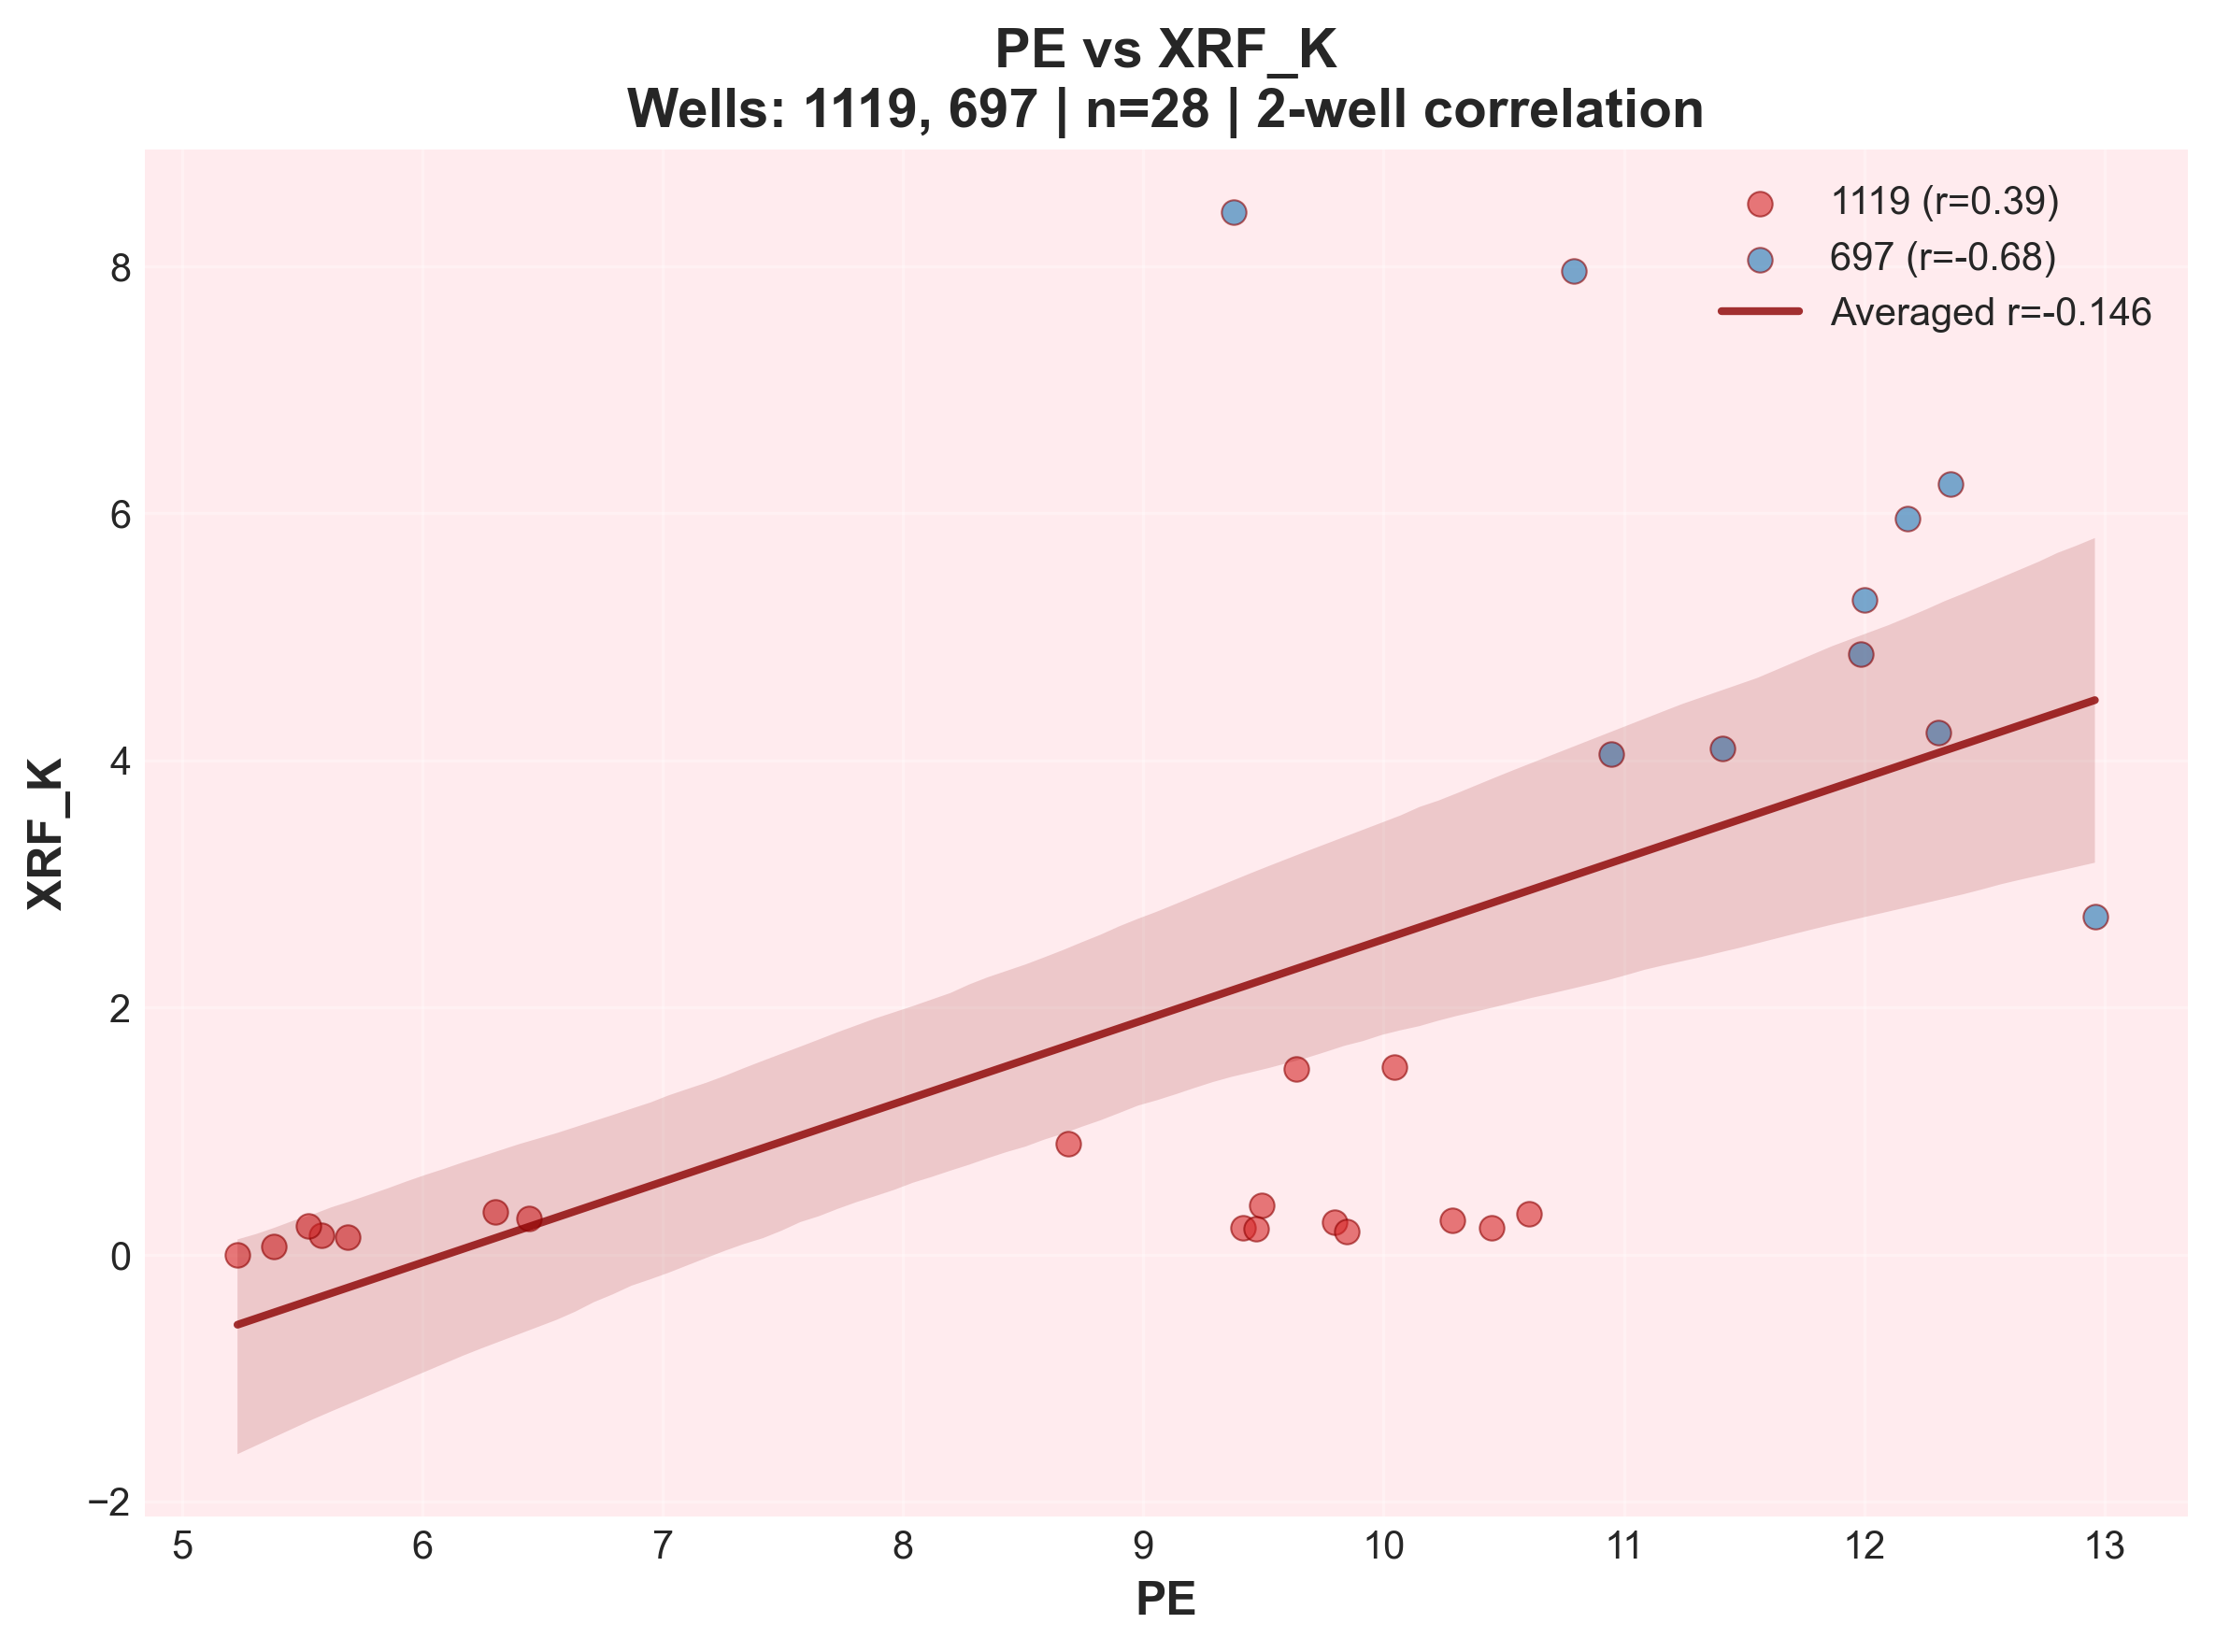 PE vs XRF_K
Wells: 1119, 697 | n=28 | 2-well correlation
1119 (r=0.39)
697 (r=-0.68)
Averaged r=-0.146
XRF_K
8
6
4
2
0
−2
5 6 7 8 9 10 11 12 13
PE